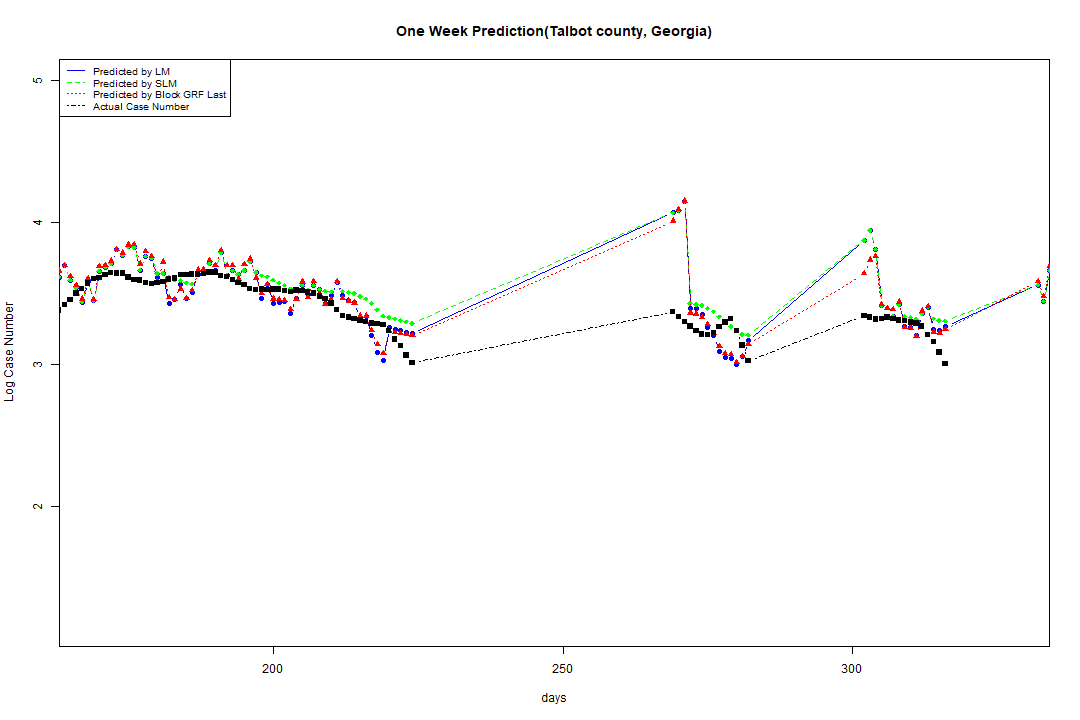 One Week Prediction(Talbot county, Georgia)
Predicted by LM
Predicted by SLM
Predicted by Block GRF Last
Actual Case Number
5
4
3
2
Log Case Number
200
250
300
days